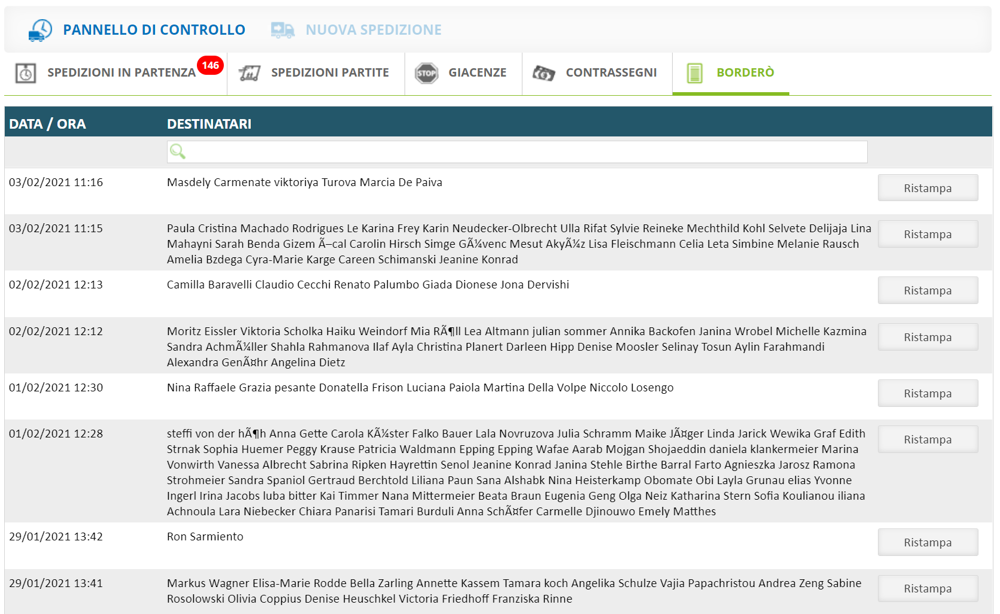 PANNELLO DI CONTROLLO NUOVA SPEDIZIONE
SPEDIZIONI IN PARTENZA 146 SPEDIZIONI PARTITE STOP GIACENZE CONTRASSEGNI BORDERÒ
DATA / ORA DESTINATARI
03/02/2021 11:16 Masdely Carmenate viktoriya Turova Marcia De Paiva Ristampa
03/02/2021 11:15 Paula Cristina Machado Rodrigues Le Karina Frey Karin Neudecker-Olbrecht Ulla Rifat Sylvie Reineke Mechthild Kohl Selvete Delijaja Lina Ristampa
Mahayni Sarah Benda Gizem Ã–cal Carolin Hirsch Simge GÃ¼venc Mesut AkyÃ¼z Lisa Fleischmann Celia Leta Simbine Melanie Rausch
Amelia Bzdega Cyra-Marie Karge Careen Schimanski Jeanine Konrad
02/02/2021 12:13 Camilla Baravelli Claudio Cecchi Renato Palumbo Giada Dionese Jona Dervishi Ristampa
02/02/2021 12:12 Moritz Eissler Viktoria Scholka Haiku Weindorf Mia RÃ¶ll Lea Altmann julian sommer Annika Backofen Janina Wrobel Michelle Kazmina Ristampa
Sandra AchmÃ¼ller Shahla Rahmanova Ilaf Ayla Christina Planert Darleen Hipp Denise Moosler Selinay Tosun Aylin Farahmandi
Alexandra GenÃ¤hr Angelina Dietz
01/02/2021 12:30 Nina Raffaele Grazia pesante Donatella Frison Luciana Paiola Martina Della Volpe Niccolo Losengo Ristampa
01/02/2021 12:28 steffi von der hÃ¶h Anna Gette Carola KÃ¼ster Falko Bauer Lala Novruzova Julia Schramm Maike JÃ¤ger Linda Jarick Wewika Graf Edith Ristampa
Strnak Sophia Huemer Peggy Krause Patricia Waldmann Epping Epping Wafae Aarab Mojgan Shojaeddin daniela klankermeier Marina
Vonwirth Vanessa Albrecht Sabrina Ripken Hayrettin Senol Jeanine Konrad Janina Stehle Birthe Barral Farto Agnieszka Jarosz Ramona
Strohmeier Sandra Spaniol Gertraud Berchtold Liliana Paun Sana Alshabk Nina Heisterkamp Obomate Obi Layla Grunau elias Yvonne
Ingerl Irina Jacobs luba bitter Kai Timmer Nana Mittermeier Beata Braun Eugenia Geng Olga Neiz Katharina Stern Sofia Koulianou iliana
Achnoula Lara Niebecker Chiara Panarisi Tamari Burduli Anna SchÃ¤fer Carmelle Djinouwo Emely Matthes
29/01/2021 13:42 Ron Sarmiento Ristampa
29/01/2021 13:41 Markus Wagner Elisa-Marie Rodde Bella Zarling Annette Kassem Tamara koch Angelika Schulze Vajia Papachristou Andrea Zeng Sabine Ristampa
Rosolowski Olivia Coppius Denise Heuschkel Victoria Friedhoff Franziska Rinne